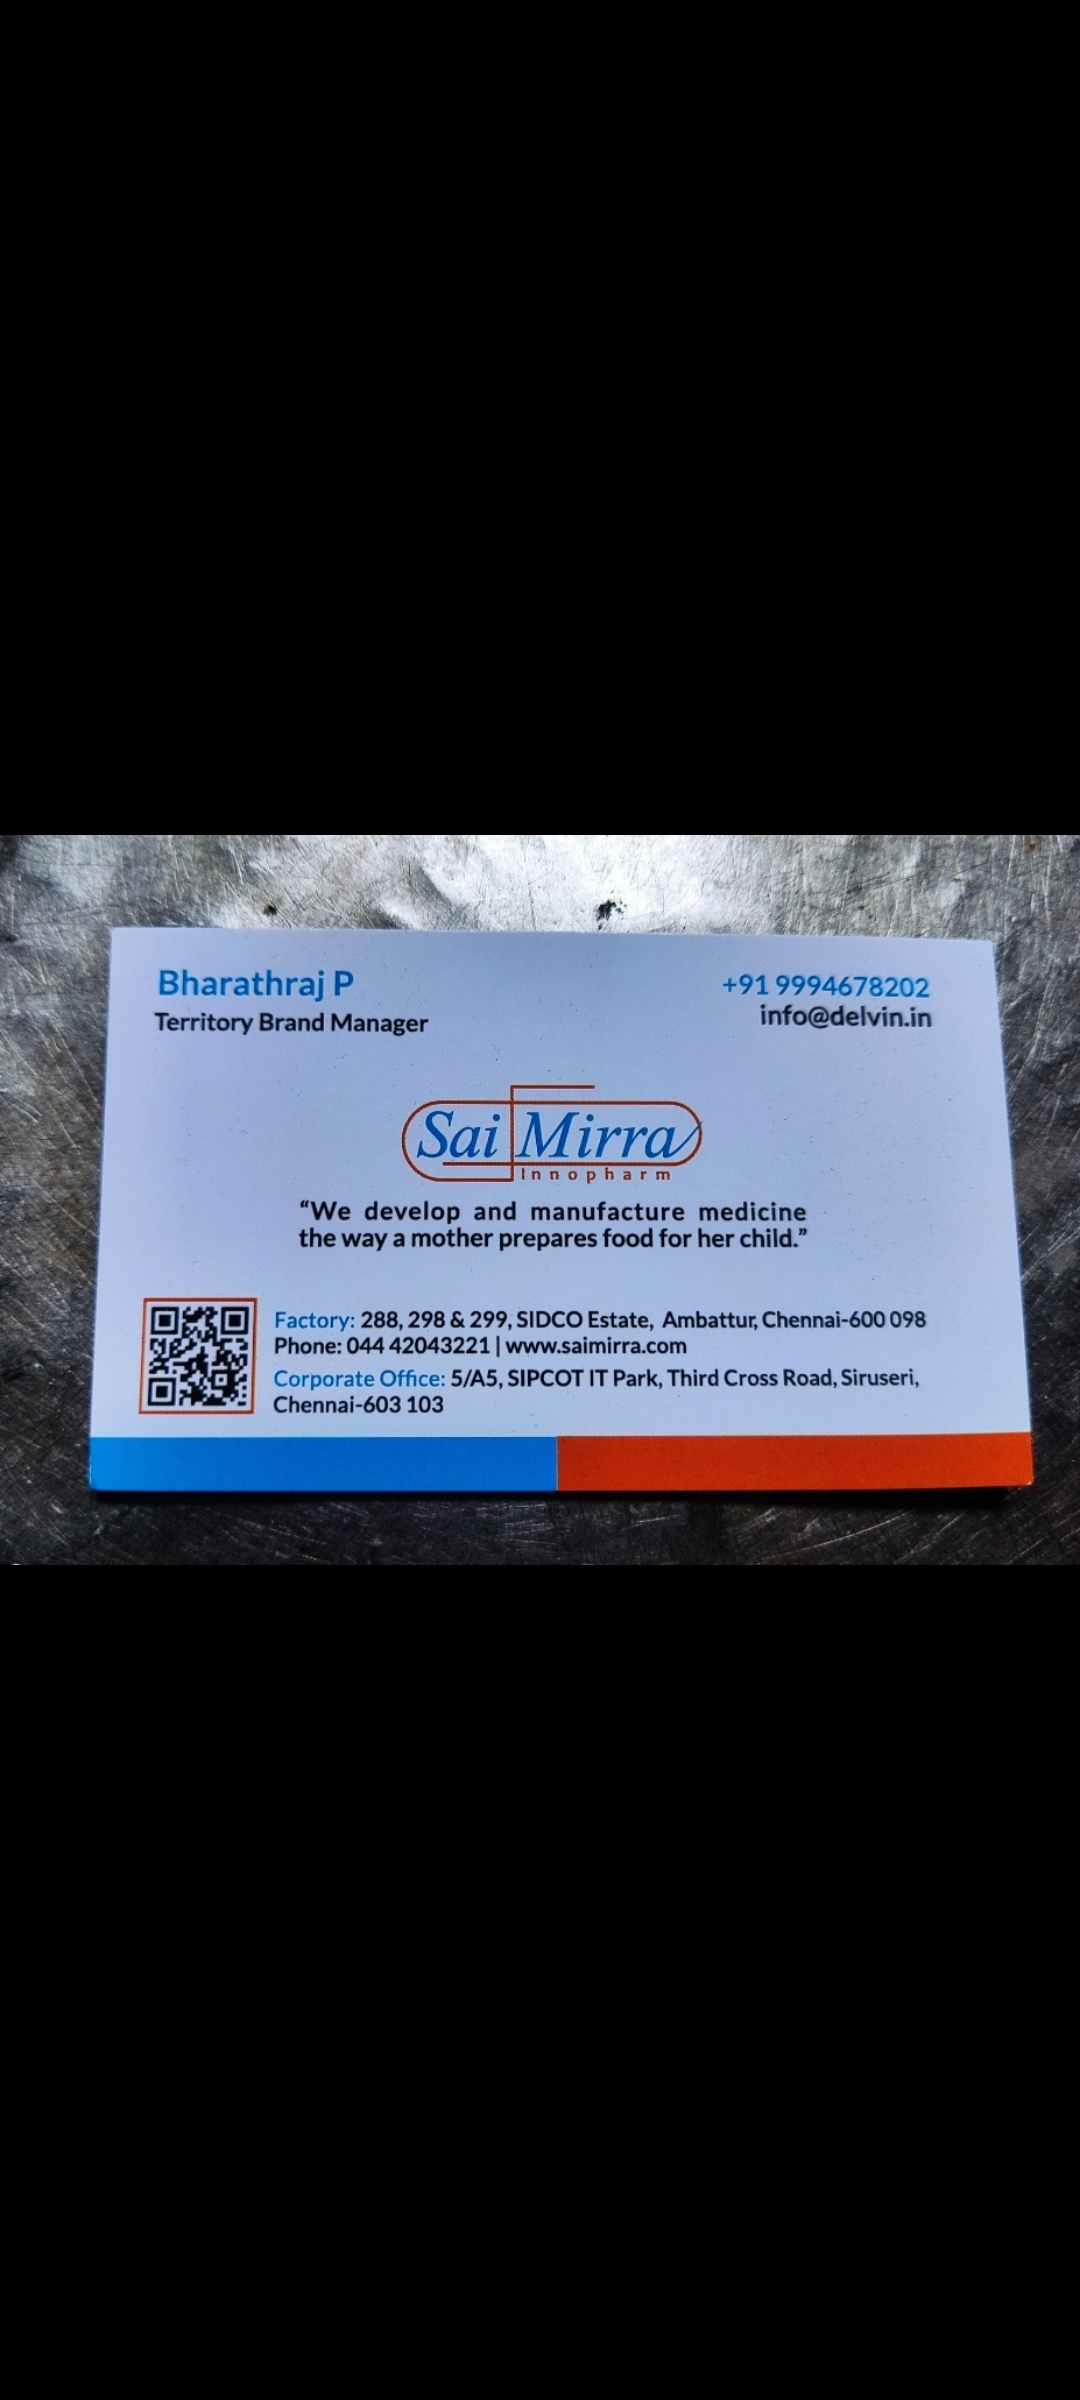 Bharathraj P
Territory Brand Manager
+91 9994678202
info@delvin.in
Sai Mirra
Innopharm
“We develop and manufacture medicine
the way a mother prepares food for her child.”
Factory: 288, 298 & 299, SIDCO Estate, Ambattur, Chennai-600 098
Phone: 044 42043221 | www.saimirra.com
Corporate Office: 5/A5, SIPCOT IT Park, Third Cross Road, Siruseri,
Chennai-603 103